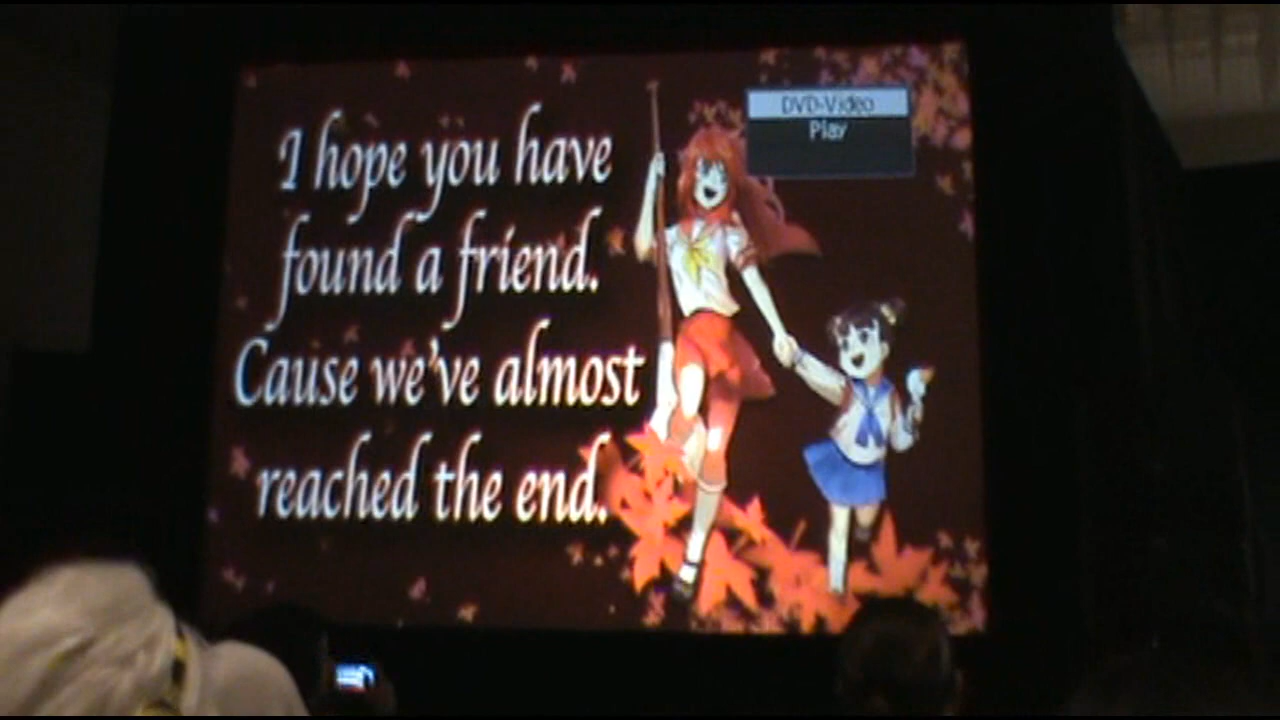 I hope you have
found a friend.
Cause we've almost
reached the end.
DVD-Video
Play